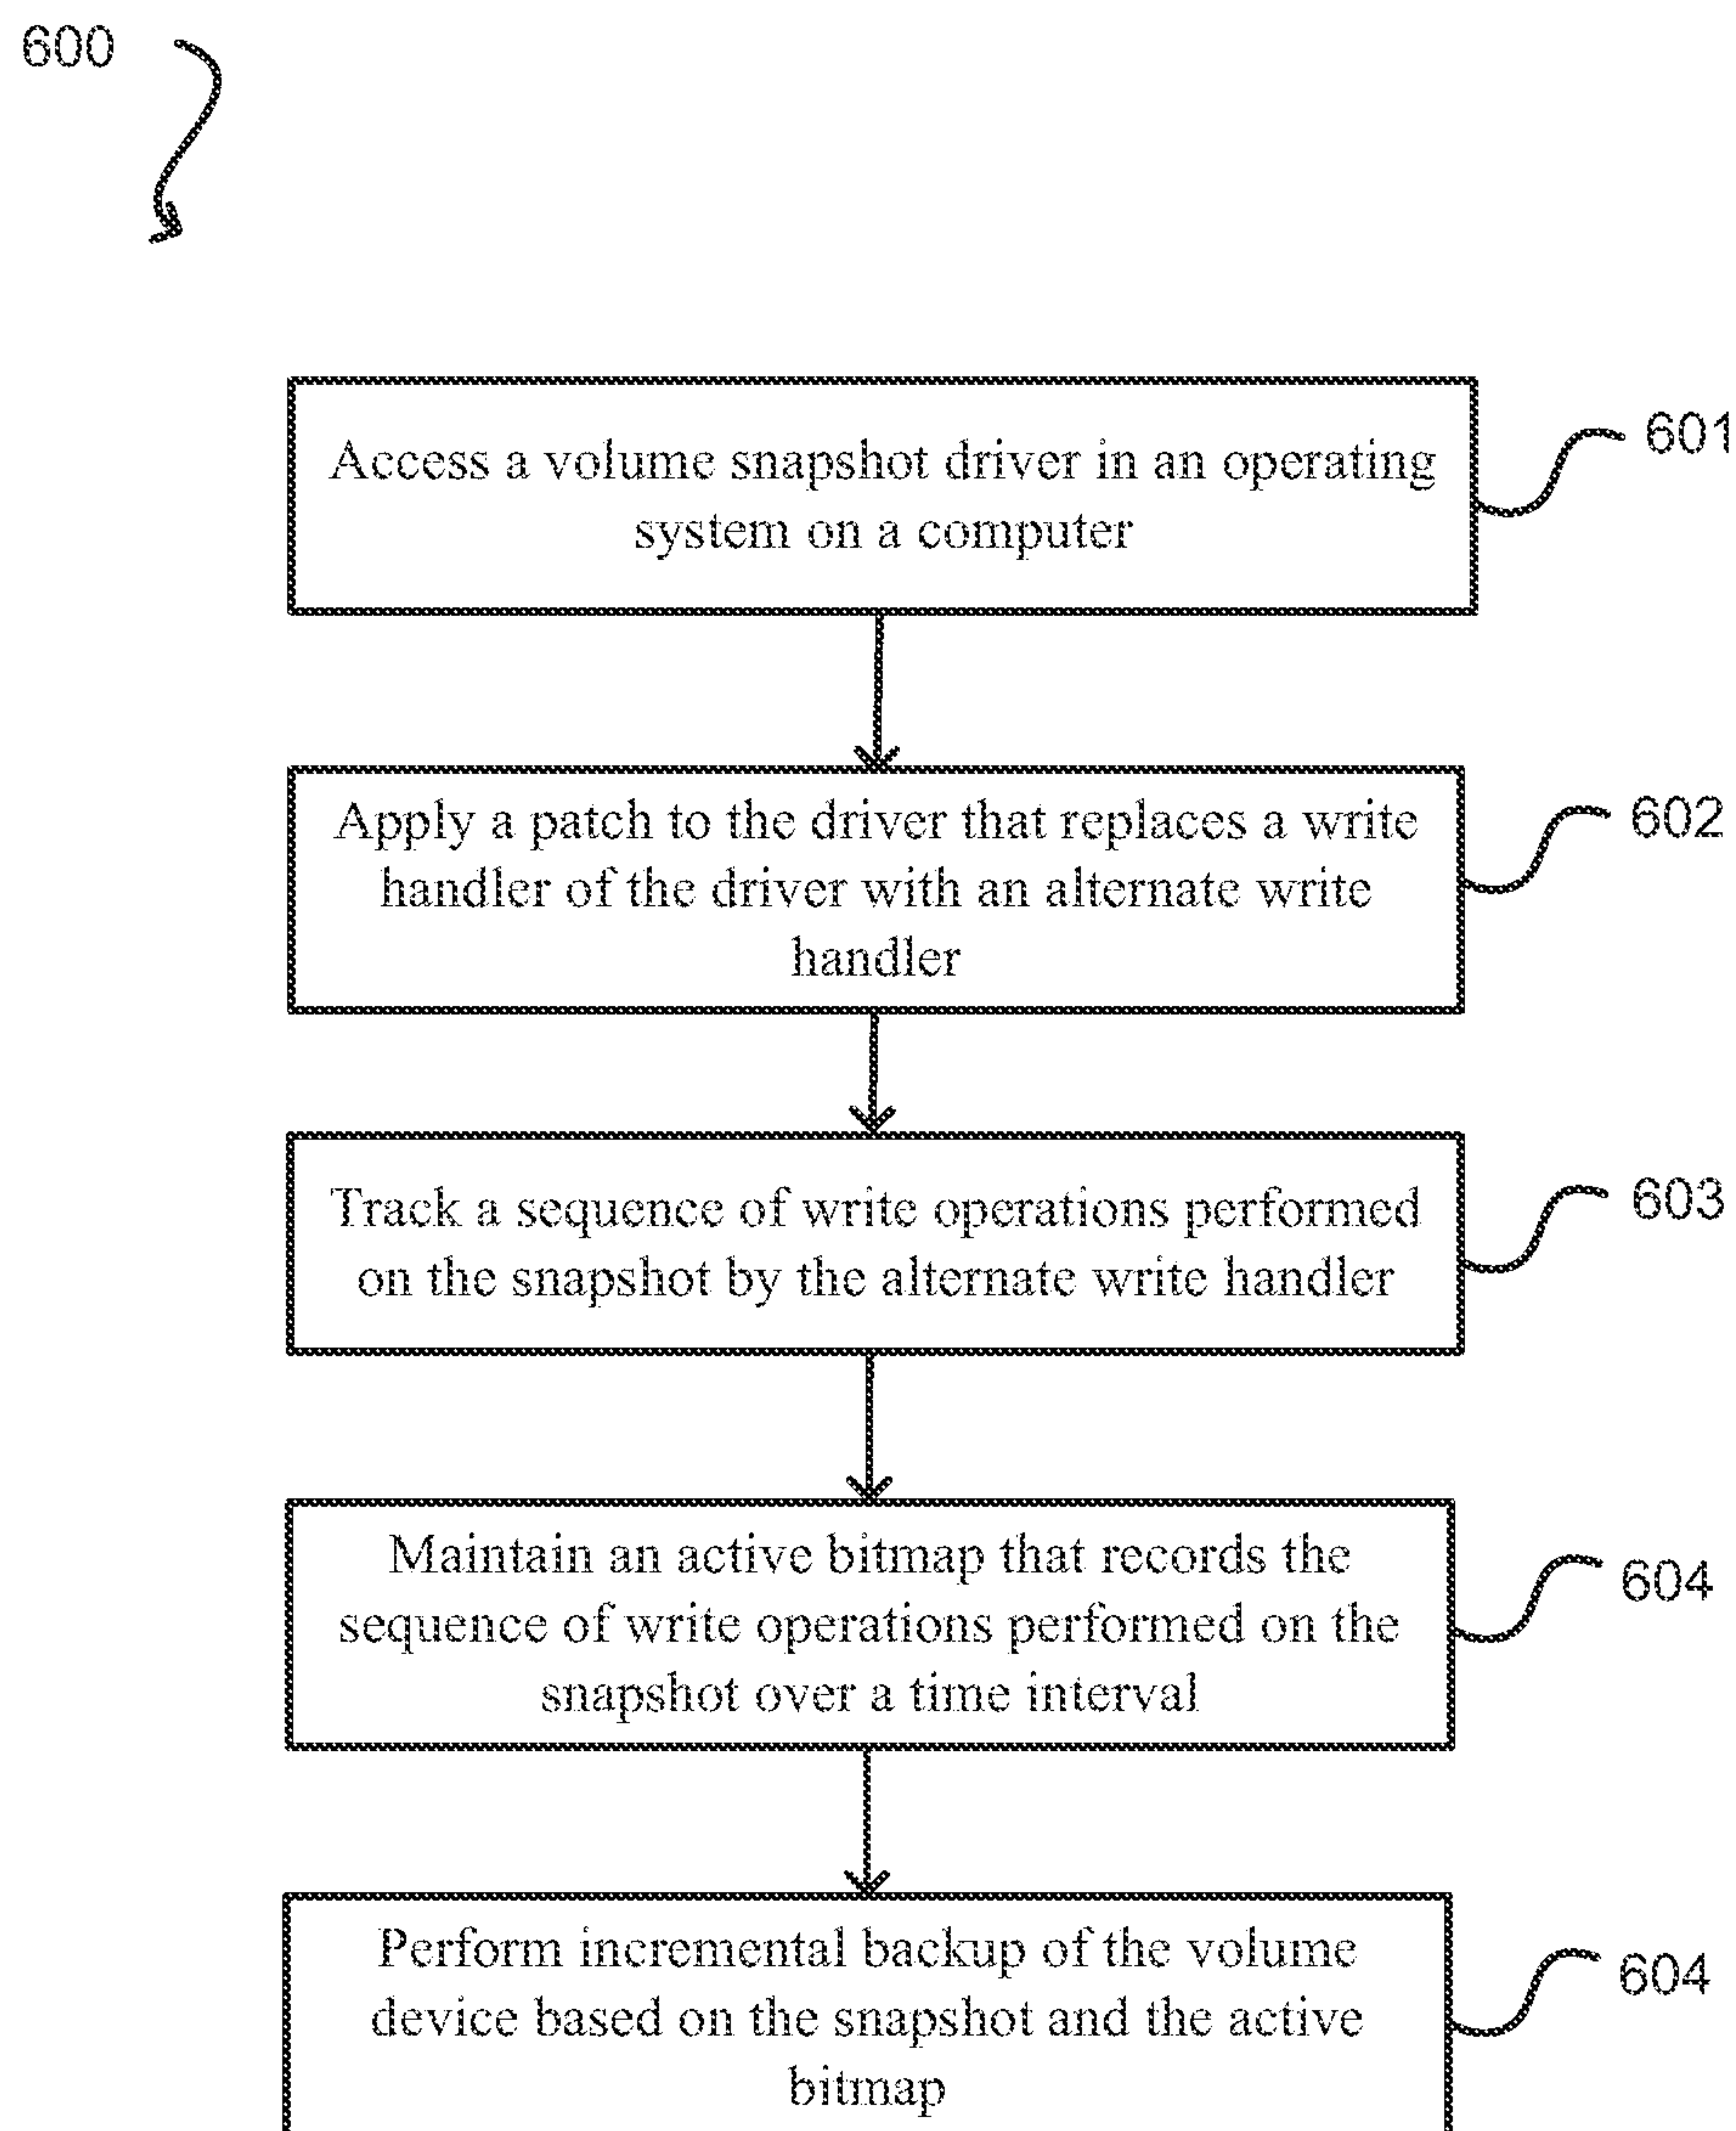 600
Access a volume snapshot driver in an operating
system on a computer
601
Apply a patch to the driver that replaces a write
handler of the driver with an alternate write
handler
602
Track a sequence of write operations performed
on the snapshot by the alternate write handler
603
Maintain an active bitmap that records the
sequence of write operations performed on the
snapshot over a time interval
604
Perform incremental backup of the volume
device based on the snapshot and the active
bitmap
604